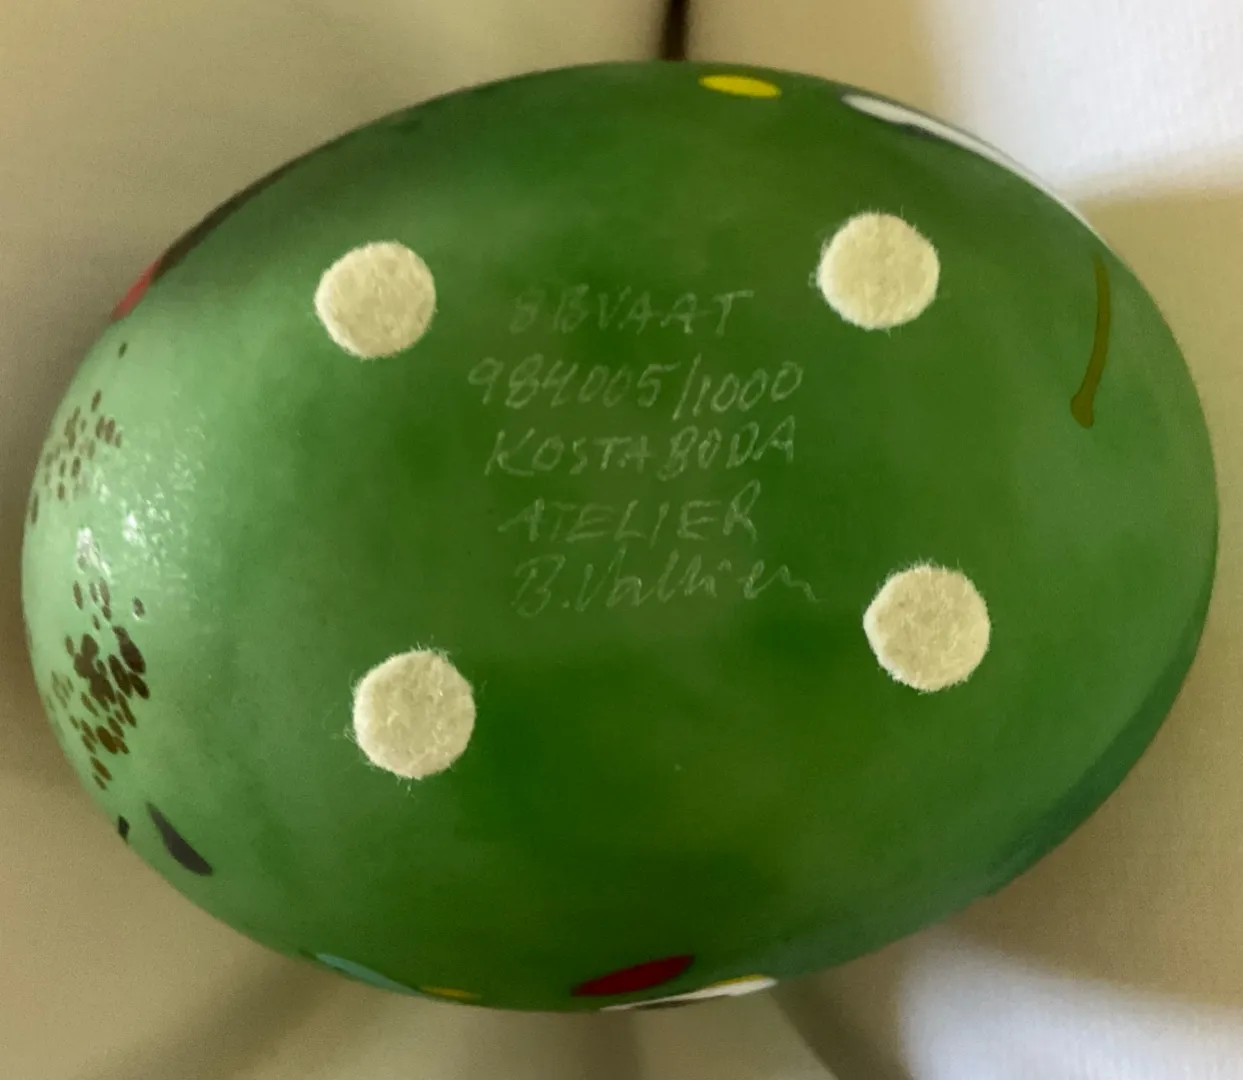 BBVAAT
984005/1000
KOSTA BODA
ATELIER
B.Vallien